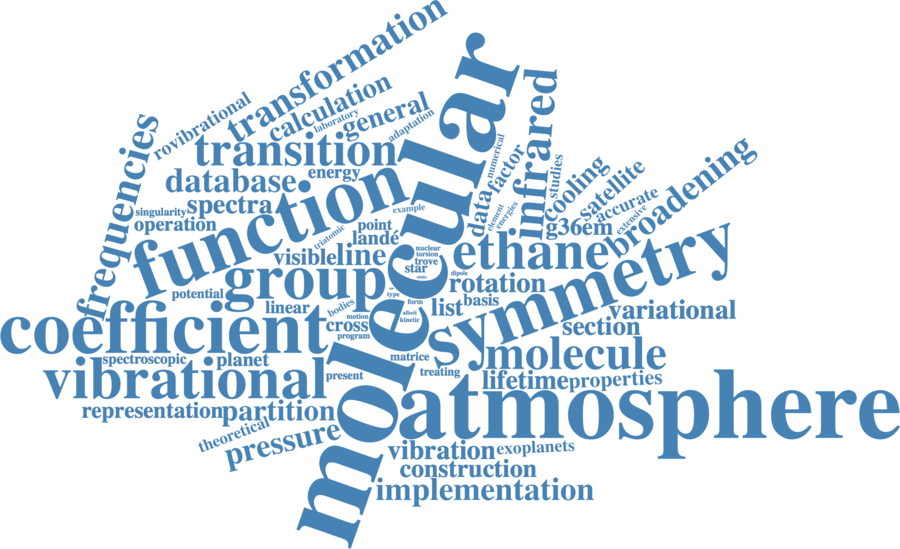 transformation
molecular
rovibrational
calculation
laboratory
general
adaptation
frequencies
transition
function
energy
database
infrared
numerical
factor
studies
data
cooling
satellite
element
energies
accurate
extensive
broadening
g36em
singularity
spectra
operation
example
point
landé
triatomic
visible
line
nuclear
torsion
trove
star
state
dipole
ethane
symmetry
group
potential
linear
bodies
type
form
albeit
motion
kinetic
cross
program
list
basis
rotation
variational
section
coefficient
spectroscopic
planet
matrice
treating
molecule
vibrational
present
lifetime
properties
atmosphere
representation
partition
theoretical
pressure
vibration
exoplanets
construction
implementation